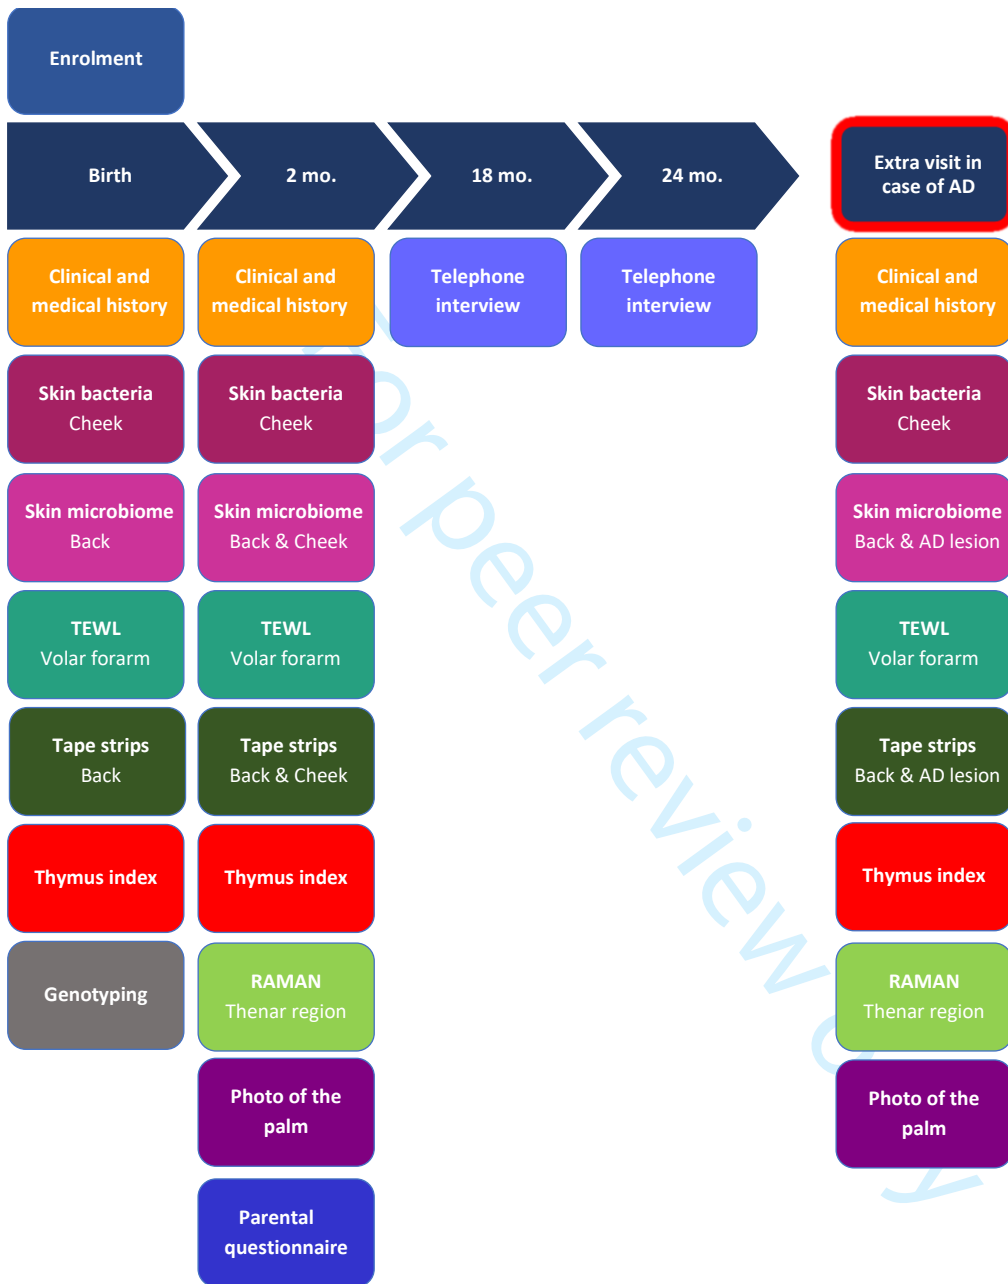 Enrolment
Birth
2 mo.
18 mo.
24 mo.
Extra visit in
case of AD
Clinical and
medical history
Clinical and
medical history
Telephone
interview
Telephone
interview
Clinical and
medical history
Skin bacteria
Cheek
Skin bacteria
Cheek
Skin bacteria
Cheek
Skin microbiome
Back
Skin microbiome
Back & Cheek
Skin microbiome
Back & AD lesion
TEWL
Volar forarm
TEWL
Volar forarm
TEWL
Volar forarm
Tape strips
Back
Tape strips
Back & Cheek
Tape strips
Back & AD lesion
Thymus index
Thymus index
Thymus index
Genotyping
RAMAN
Thenar region
RAMAN
Thenar region
Photo of the
palm
Photo of the
palm
Parental
questionnaire
For peer review only